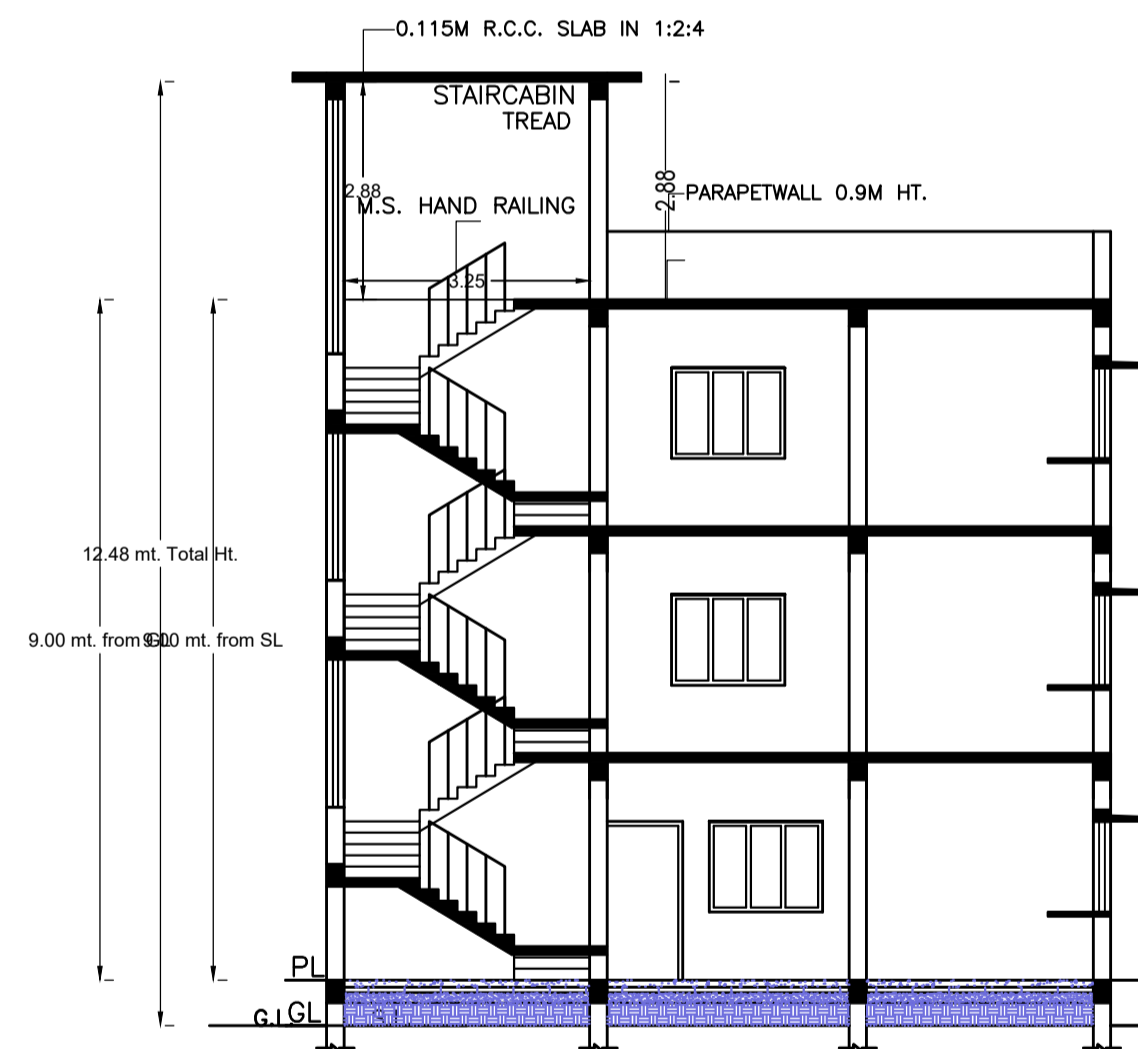 0.115M R.C.C. SLAB IN 1:2:4
STAIRCABIN
TREAD
2.88
M.S. HAND RAILING
2.88
PARAPETWALL 0.9M HT.
3.25
12.48 mt. Total Ht.
9.00 mt. from GL
9.00 mt. from SL
PL
G.L
GL